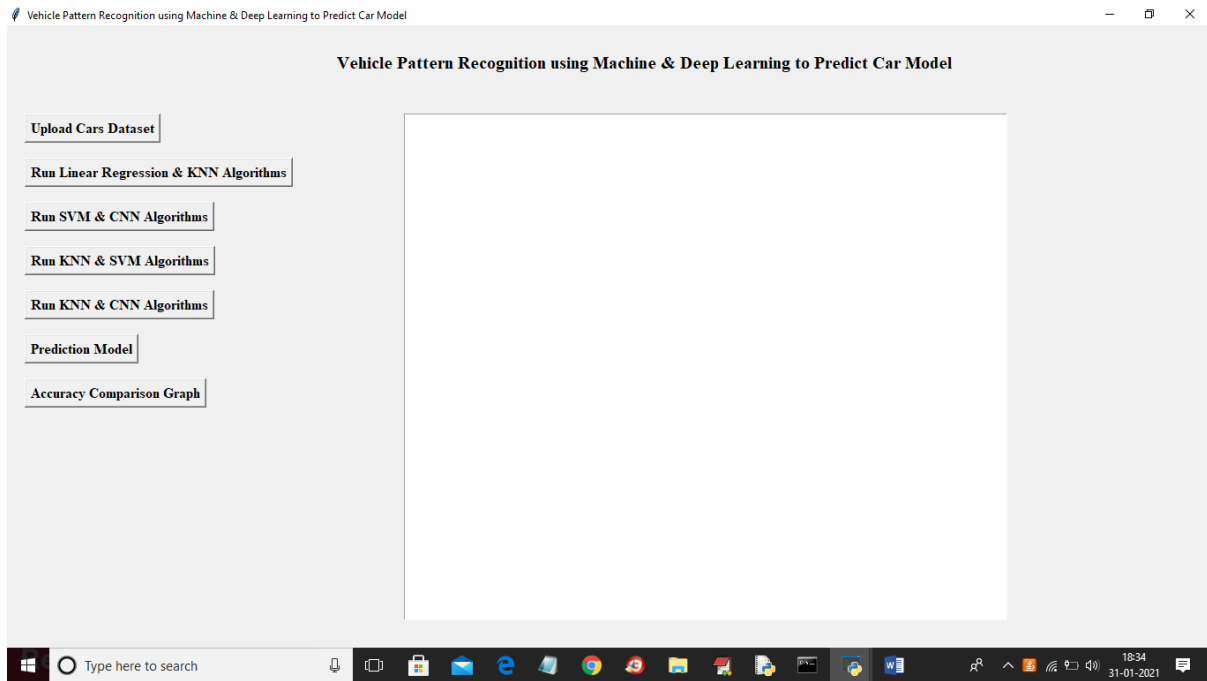 Vehicle Pattern Recognition using Machine & Deep Learning to Predict Car Model
Vehicle Pattern Recognition using Machine & Deep Learning to Predict Car Model
Upload Cars Dataset
Run Linear Regression & KNN Algorithms
Run SVM & CNN Algorithms
Run KNN & SVM Algorithms
Run KNN & CNN Algorithms
Prediction Model
Accuracy Comparison Graph
Type here to search
18:34
31-01-2021